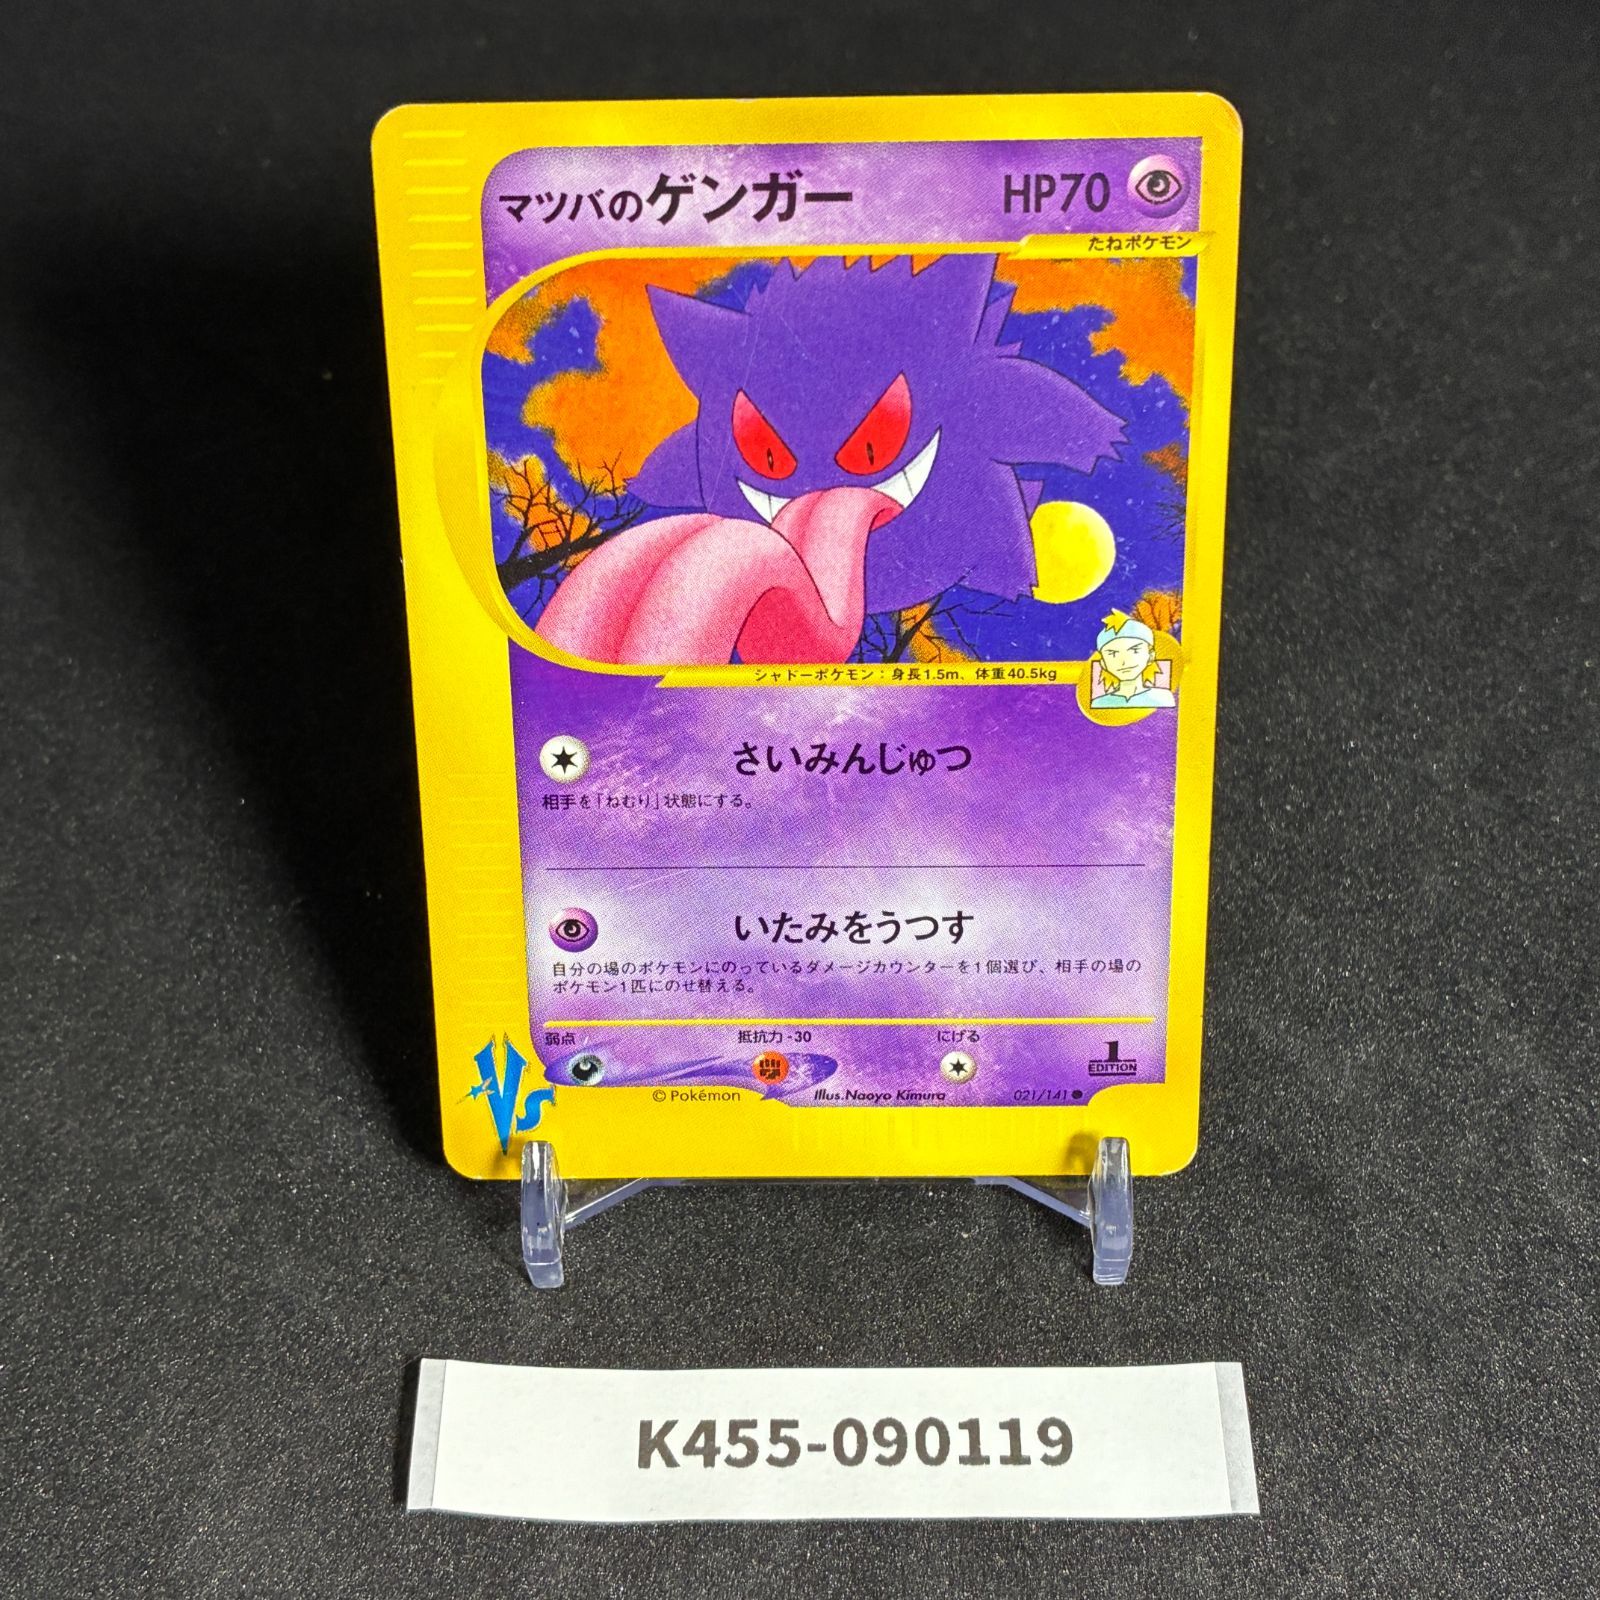 マツバのゲンガー HP70
たねポケモン
シャドーポケモン：身長1.5m、体重40.5kg
さいみんじゅつ
相手を「ねむり」状態にする。
いたみをうつす
自分の場のポケモンにのっているダメージカウンターを1個選び、相手の場の
ポケモン1匹にのせ替える。
弱点 抵抗力-30 にげる
1
EDITION
VS
©Pokémon Illus.Naoyo Kimura 021/141●
K455-090119